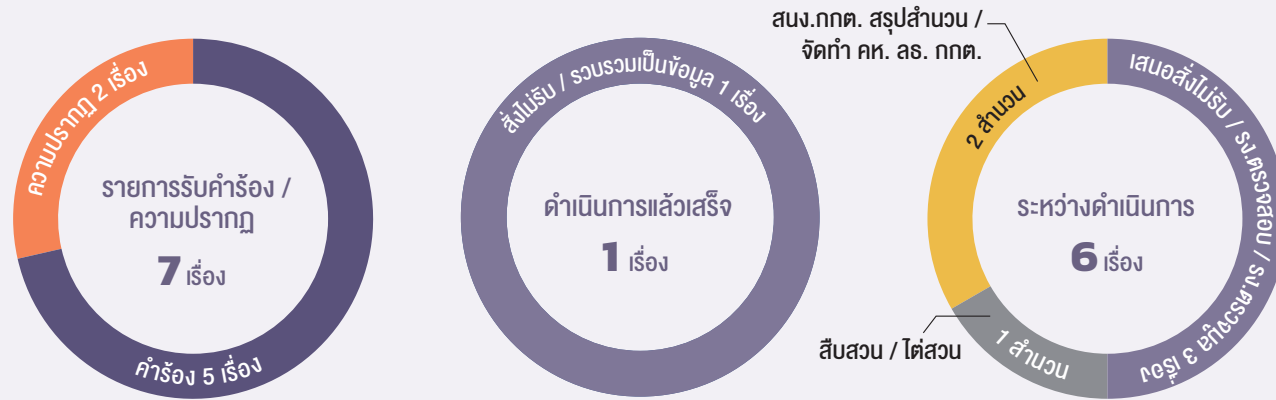 ความปรากฏ 2 เรื่อง
รายการรับคำร้อง /
ความปรากฏ
7 เรื่อง
คำร้อง 5 เรื่อง
สั่งไม่รับ / รวบรวมเป็นข้อมูล 1 เรื่อง
ดำเนินการแล้วเสร็จ
1 เรื่อง
สนง.กกต. สรุปสำนวน /
จัดทำ คห. ลธ. กกต.
2 สำนวน
เสนอสั่งไม่รับ / รง.ตรวจสอบ / รง.ตรวจมูล 3 เรื่อง
ระหว่างดำเนินการ
6 เรื่อง
สืบสวน / ไต่สวน
1 สำนวน